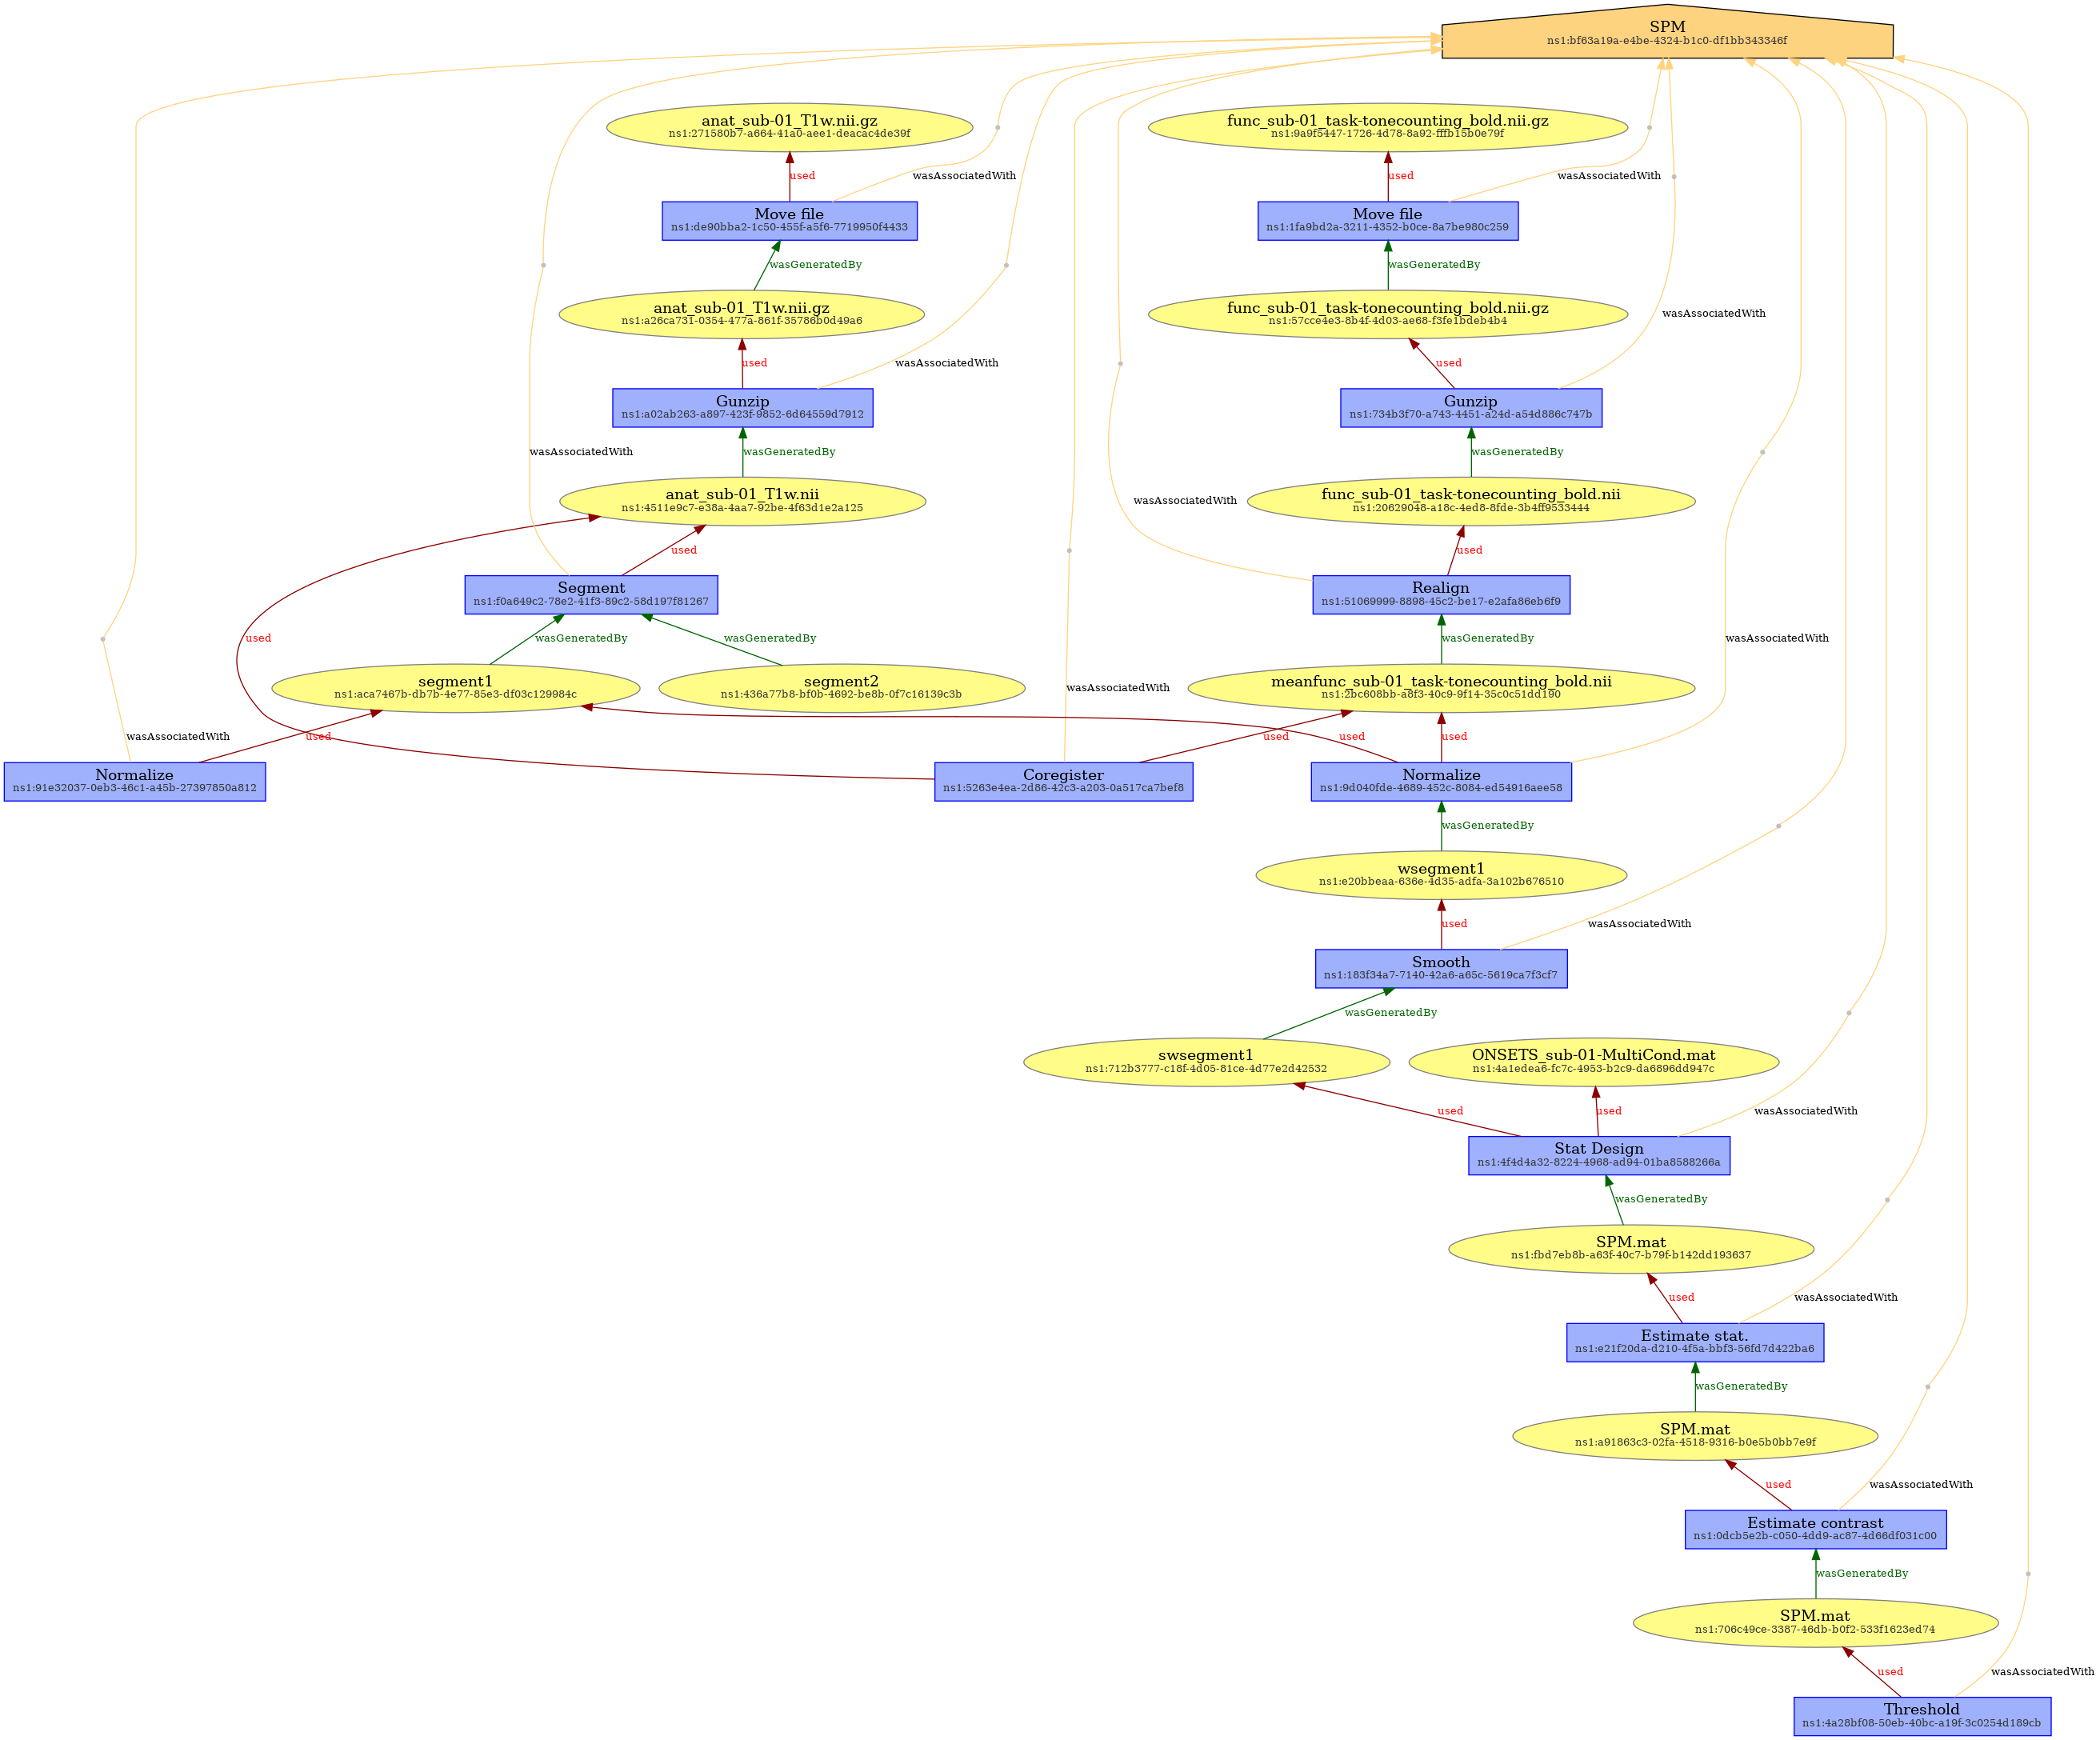 SPM
ns1:bf63a19a-e4be-4324-b1c0-df1bb343346f
anat_sub-01_T1w.nii.gz
ns1:271580b7-a664-41a0-aee1-deacac4de39f
func_sub-01_task-tonecounting_bold.nii.gz
ns1:9a9f5447-1726-4d78-8a92-fffb15b0e79f
used
wasAssociatedWith
used
wasAssociatedWith
Move file
ns1:de90bba2-1c50-455f-a5f6-7719950f4433
Move file
ns1:1fa9bd2a-3211-4352-b0ce-8a7be980c259
wasGeneratedBy
wasGeneratedBy
anat_sub-01_T1w.nii.gz
ns1:a26ca731-0354-477a-861f-35786b0d49a6
func_sub-01_task-tonecounting_bold.nii.gz
ns1:57cce4e3-8b4f-4d03-ae68-f3fe1bdeb4b4
wasAssociatedWith
used
wasAssociatedWith
used
Gunzip
ns1:a02ab263-a897-423f-9852-6d64559d7912
Gunzip
ns1:734b3f70-a743-4451-a24d-a54d886c747b
wasAssociatedWith
wasGeneratedBy
wasGeneratedBy
anat_sub-01_T1w.nii
ns1:4511e9c7-e38a-4aa7-92be-4f63d1e2a125
wasAssociatedWith
func_sub-01_task-tonecounting_bold.nii
ns1:20629048-a18c-4ed8-8fde-3b4ff9533444
used
used
Segment
ns1:f0a649c2-78e2-41f3-89c2-58d197f81267
Realign
ns1:51069999-8898-45c2-be17-e2afa86eb6f9
used
wasGeneratedBy
wasGeneratedBy
wasGeneratedBy
wasAssociatedWith
segment1
ns1:aca7467b-db7b-4e77-85e3-df03c129984c
segment2
ns1:436a77b8-bf0b-4692-be8b-0f7c16139c3b
wasAssociatedWith
meanfunc_sub-01_task-tonecounting_bold.nii
ns1:2bc608bb-a8f3-40c9-9f14-35c0c51dd190
wasAssociatedWith
used
used
used
used
Normalize
ns1:91e32037-0eb3-46c1-a45b-27397850a812
Coregister
ns1:5263e4ea-2d86-42c3-a203-0a517ca7bef8
Normalize
ns1:9d040fde-4689-452c-8084-ed54916aee58
wasGeneratedBy
wsegment1
ns1:e20bbeaa-636e-4d35-adfa-3a102b676510
used
wasAssociatedWith
Smooth
ns1:183f34a7-7140-42a6-a65c-5619ca7f3cf7
wasGeneratedBy
swsegment1
ns1:712b3777-c18f-4d05-81ce-4d77e2d42532
ONSETS_sub-01-MultiCond.mat
ns1:4a1edea6-fc7c-4953-b2c9-da6896dd947c
used
used
wasAssociatedWith
Stat Design
ns1:4f4d4a32-8224-4968-ad94-01ba8588266a
wasGeneratedBy
SPM.mat
ns1:fbd7eb8b-a63f-40c7-b79f-b142dd193637
used
wasAssociatedWith
Estimate stat.
ns1:e21f20da-d210-4f5a-bbf3-56fd7d422ba6
wasGeneratedBy
SPM.mat
ns1:a91863c3-02fa-4518-9316-b0e5b0bb7e9f
used
wasAssociatedWith
Estimate contrast
ns1:0dcb5e2b-c050-4dd9-ac87-4d66df031c00
wasGeneratedBy
SPM.mat
ns1:706c49ce-3387-46db-b0f2-533f1623ed74
used
wasAssociatedWith
Threshold
ns1:4a28bf08-50eb-40bc-a19f-3c0254d189cb